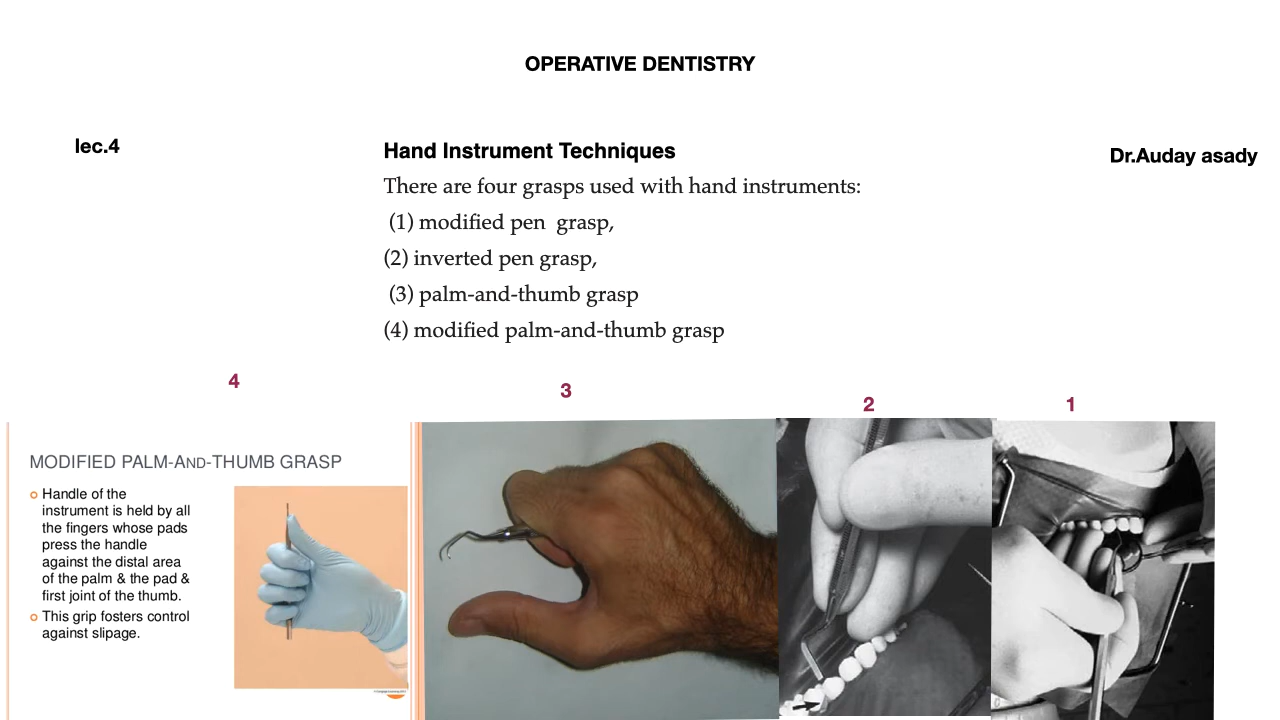 OPERATIVE DENTISTRY
lec.4
Dr.Auday asady
Hand Instrument Techniques
There are four grasps used with hand instruments:
(1) modified pen  grasp,
(2) inverted pen grasp,
(3) palm-and-thumb grasp
(4) modified palm-and-thumb grasp
4
3
2
1
MODIFIED PALM-AND-THUMB GRASP
Handle of the
instrument is held by all
the fingers whose pads
press the handle
against the distal area
of the palm & the pad &
first joint of the thumb.
This grip fosters control
against slipage.